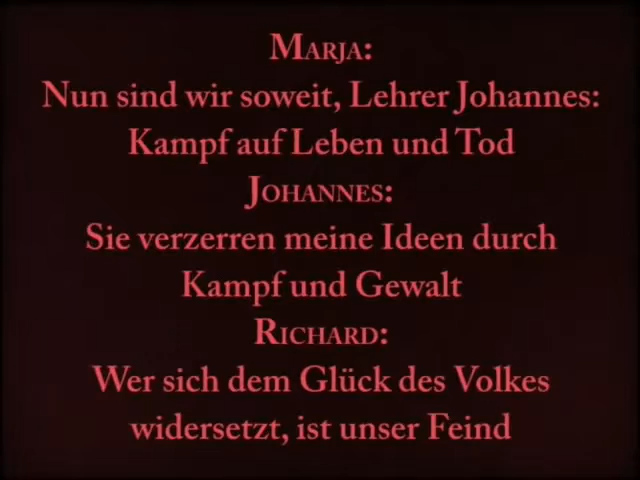 MARJA:
Nun sind wir soweit, Lehrer Johannes:
Kampf auf Leben und Tod
JOHANNES:
Sie verzerren meine Ideen durch
Kampf und Gewalt
RICHARD:
Wer sich dem Glück des Volkes
widersetzt, ist unser Feind